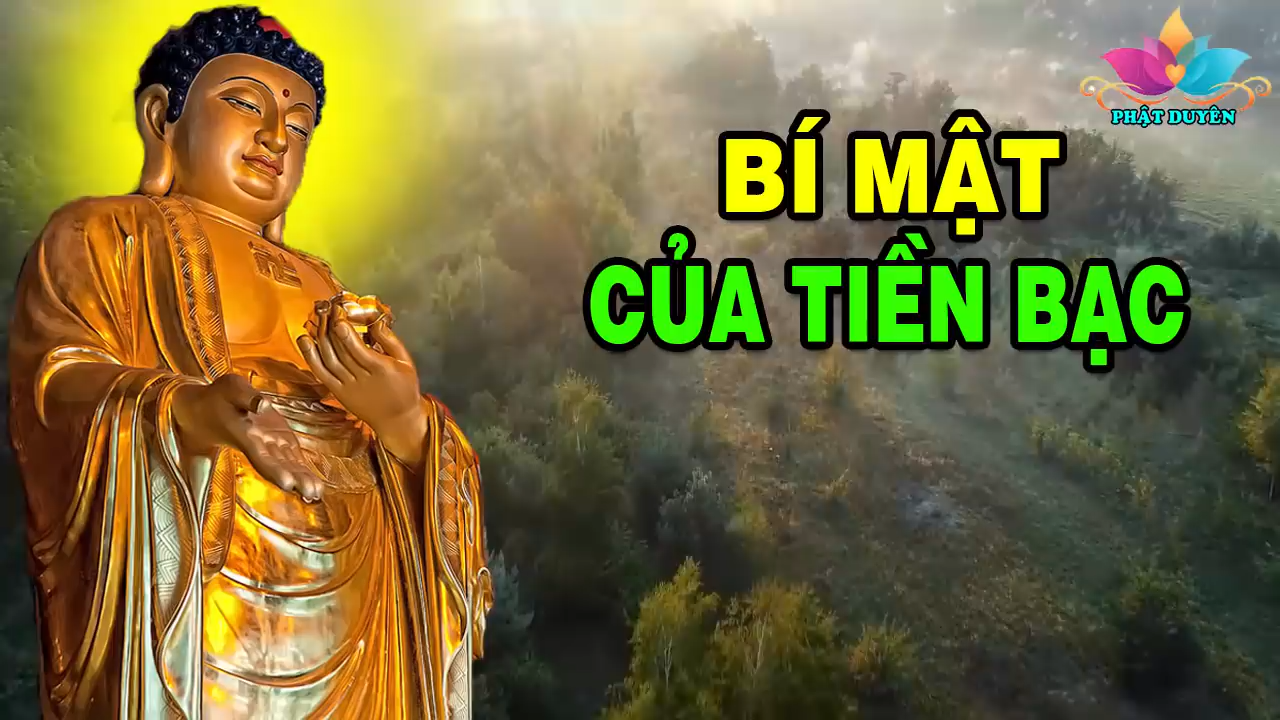 PHẬT DUYÊN
BÍ MẬT
CỦA TIỀN BẠC